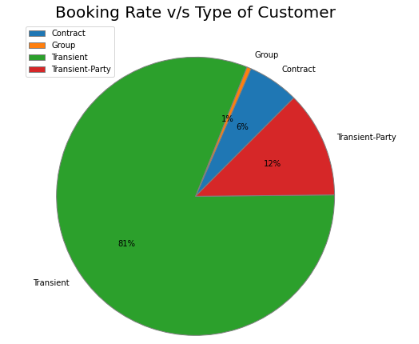 Booking Rate v/s Type of Customer
Contract
Group
Transient
Transient-Party
Group
Contract
1%
6%
Transient-Party
12%
81%
Transient